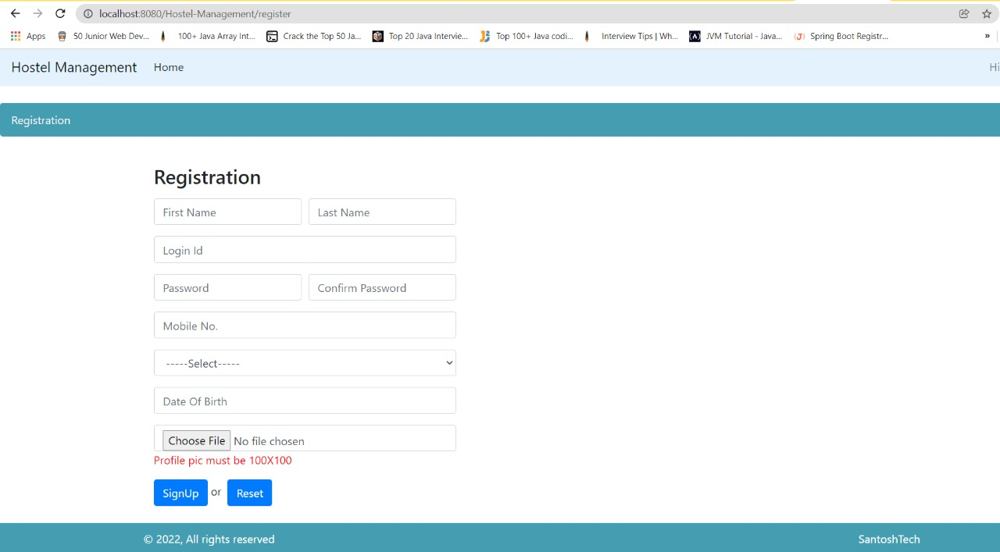 localhost:8080/Hostel-Management/register
Apps 50 Junior Web Dev... 100+ Java Array Int... Crack the Top 50 Ja... Top 20 Java Intervie... Top 100+ Java codi... Interview Tips | Wh... JVM Tutorial - Java... Spring Boot Registr... »
Hostel Management Home Hi
Registration
Registration
First Name Last Name
Login Id
Password Confirm Password
Mobile No.
-----Select-----
Date Of Birth
Choose File No file chosen
Profile pic must be 100X100
SignUp or Reset
© 2022, All rights reserved SantoshTech